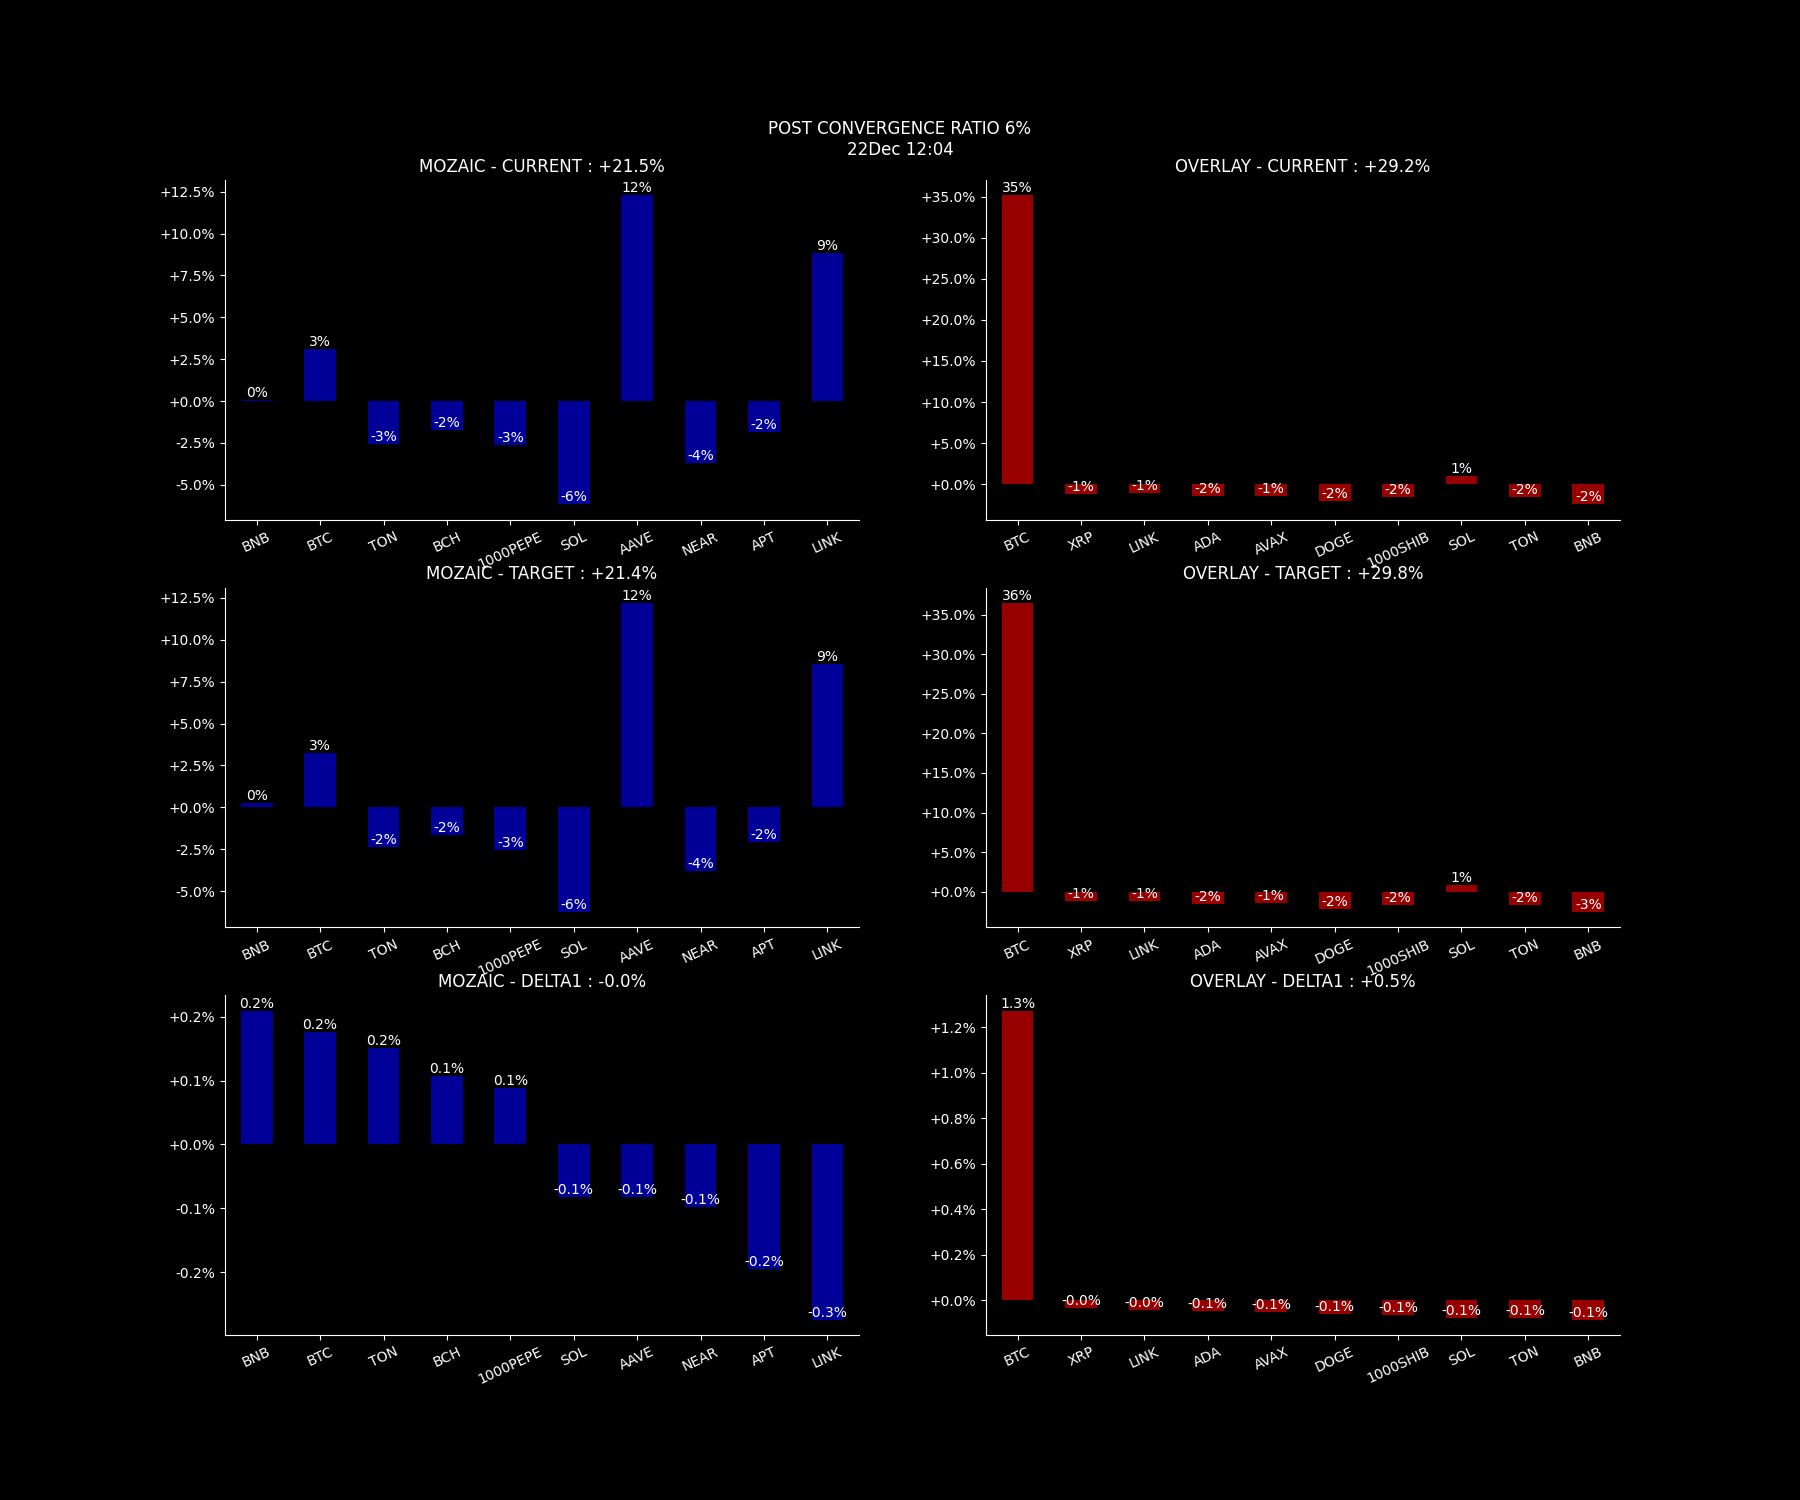 POST CONVERGENCE RATIO 6%
22Dec 12:04
MOZAIC - CURRENT : +21.5%
+12.5%
+10.0%
+7.5%
+5.0%
+2.5%
+0.0%
-2.5%
-5.0%
0% 3% -3% -2% -3% -6% 12% -4% -2% 9%
BNB BTC TON BCH 1000PEPE SOL AAVE NEAR APT LINK
OVERLAY - CURRENT : +29.2%
+35.0%
+30.0%
+25.0%
+20.0%
+15.0%
+10.0%
+5.0%
+0.0%
35% -1% -1% -2% -1% -2% -2% 1% -2% -2%
BTC XRP LINK ADA AVAX DOGE 1000SHIB SOL TON BNB
MOZAIC - TARGET : +21.4%
+12.5%
+10.0%
+7.5%
+5.0%
+2.5%
+0.0%
-2.5%
-5.0%
0% 3% -2% -2% -3% -6% 12% -4% -2% 9%
BNB BTC TON BCH 1000PEPE SOL AAVE NEAR APT LINK
OVERLAY - TARGET : +29.8%
+35.0%
+30.0%
+25.0%
+20.0%
+15.0%
+10.0%
+5.0%
+0.0%
36% -1% -1% -2% -1% -2% -2% 1% -2% -3%
BTC XRP LINK ADA AVAX DOGE 1000SHIB SOL TON BNB
MOZAIC - DELTA1 : -0.0%
+0.2%
+0.1%
+0.0%
-0.1%
-0.2%
0.2% 0.2% 0.2% 0.1% 0.1% -0.1% -0.1% -0.1% -0.2% -0.3%
BNB BTC TON BCH 1000PEPE SOL AAVE NEAR APT LINK
OVERLAY - DELTA1 : +0.5%
+1.2%
+1.0%
+0.8%
+0.6%
+0.4%
+0.2%
+0.0%
1.3% -0.0% -0.0% -0.1% -0.1% -0.1% -0.1% -0.1% -0.1% -0.1%
BTC XRP LINK ADA AVAX DOGE 1000SHIB SOL TON BNB